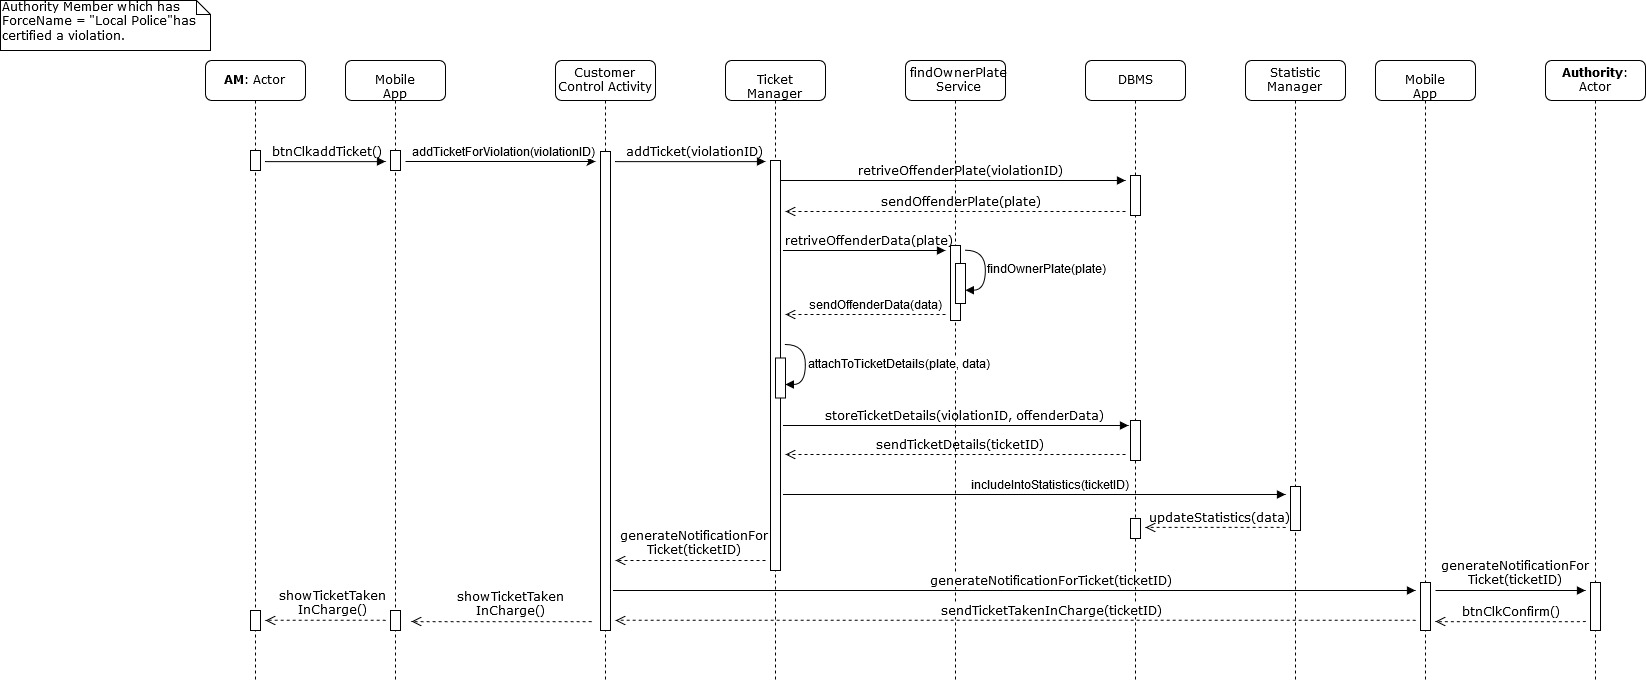 Authority Member which has
ForceName = "Local Police"has
certified a violation.
AM: Actor
Mobile
App
Customer
Control Activity
Ticket
Manager
findOwnerPlate
Service
DBMS
Statistic
Manager
Mobile
App
Authority:
Actor
btnClkaddTicket()
addTicketForViolation(violationID)
addTicket(violationID)
retriveOffenderPlate(violationID)
sendOffenderPlate(plate)
retriveOffenderData(plate)
findOwnerPlate(plate)
sendOffenderData(data)
attachToTicketDetails(plate, data)
storeTicketDetails(violationID, offenderData)
sendTicketDetails(ticketID)
includeIntoStatistics(ticketID)
updateStatistics(data)
generateNotificationFor
Ticket(ticketID)
generateNotificationForTicket(ticketID)
generateNotificationFor
Ticket(ticketID)
showTicketTaken
InCharge()
showTicketTaken
InCharge()
sendTicketTakenInCharge(ticketID)
btnClkConfirm()